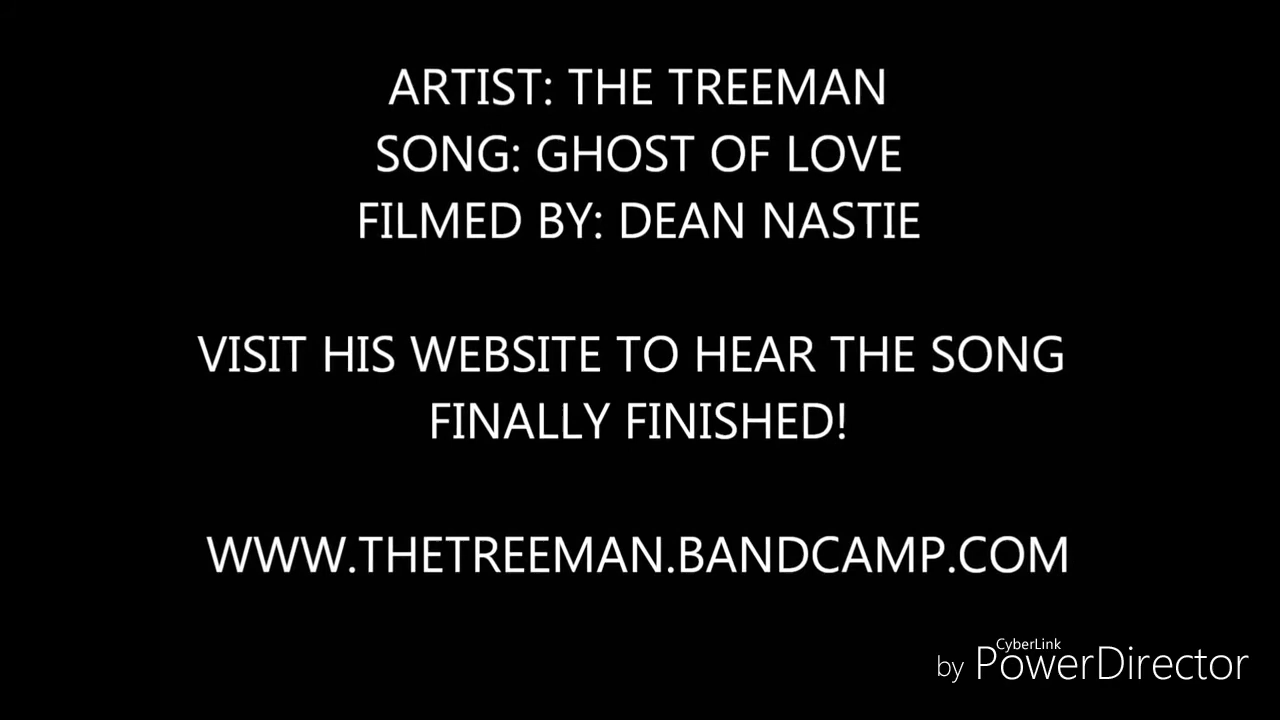 ARTIST: THE TREEMAN
SONG: GHOST OF LOVE
FILMED BY: DEAN NASTIE
VISIT HIS WEBSITE TO HEAR THE SONG
FINALLY FINISHED!
WWW.THETREEMAN.BANDCAMP.COM
CyberLink
by PowerDirector